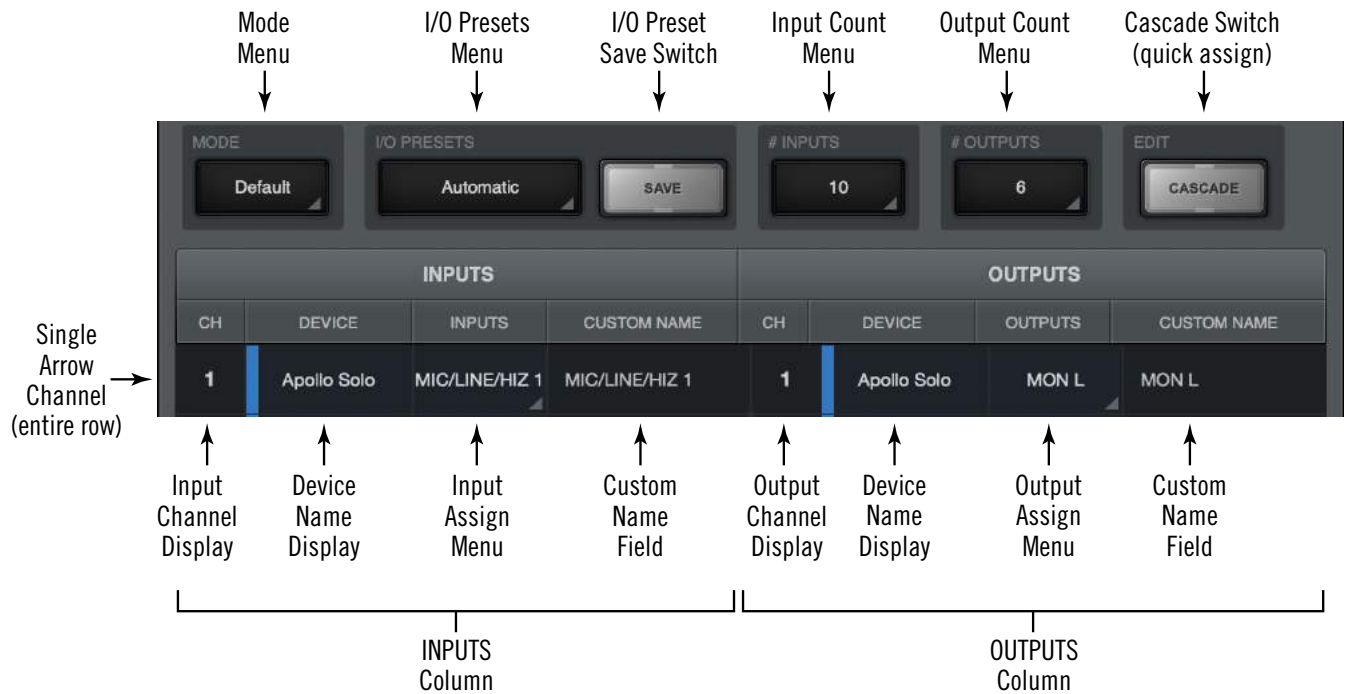 Mode
Menu
I/O Presets
Menu
I/O Preset
Save Switch
Input Count
Menu
Output Count
Menu
Cascade Switch
(quick assign)
MODE
I/O PRESETS
# INPUTS
# OUTPUTS
EDIT
Default
Automatic
SAVE
10
6
CASCADE
INPUTS
OUTPUTS
CH
DEVICE
INPUTS
CUSTOM NAME
CH
DEVICE
OUTPUTS
CUSTOM NAME
Single
Arrow
Channel
(entire row)
1
Apollo Solo
MIC/LINE/HIZ 1
MIC/LINE/HIZ 1
1
Apollo Solo
MON L
MON L
Input
Channel
Display
Device
Name
Display
Input
Assign
Menu
Custom
Name
Field
Output
Channel
Display
Device
Name
Display
Output
Assign
Menu
Custom
Name
Field
INPUTS
Column
OUTPUTS
Column